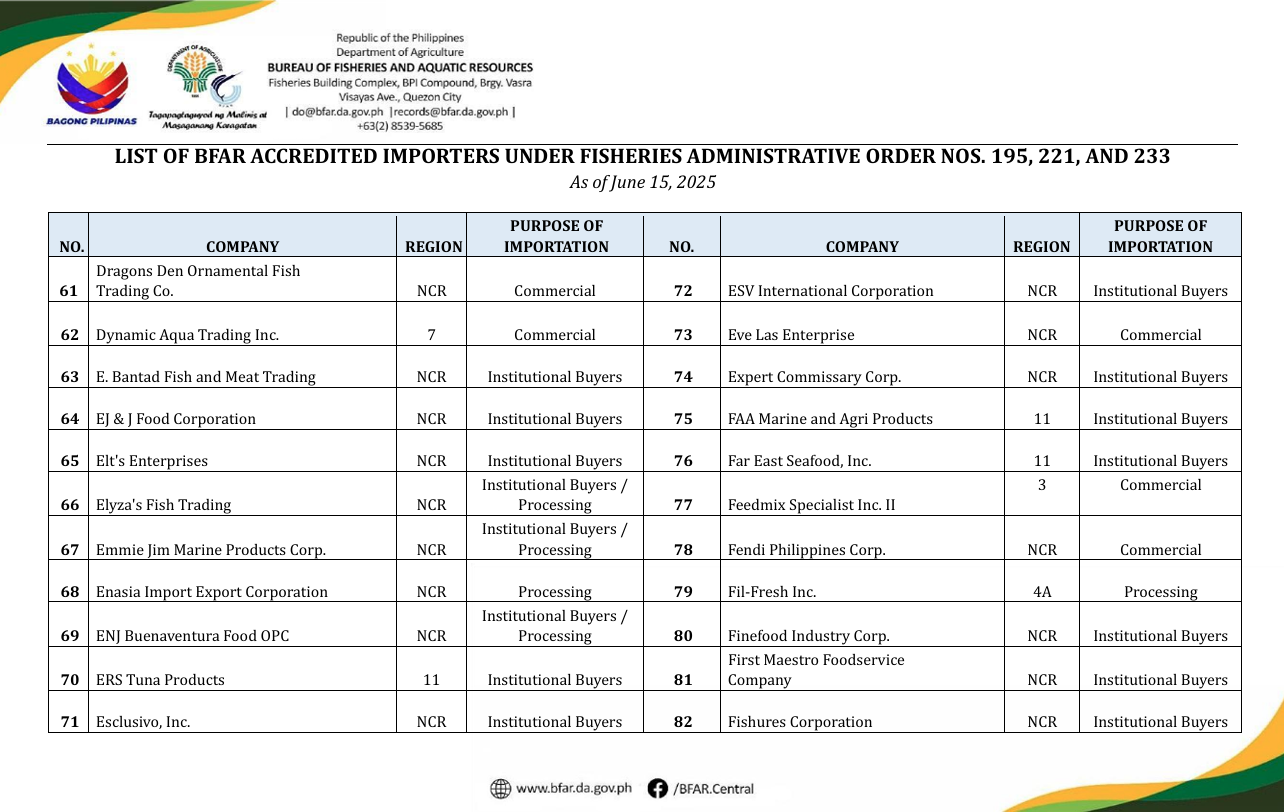 Republic of the Philippines
Department of Agriculture
BUREAU OF FISHERIES AND AQUATIC RESOURCES
Fisheries Building Complex, BPI Compound, Brgy. Vasra
Visayas Ave., Quezon City
| do@bfar.da.gov.ph |records@bfar.da.gov.ph |
+63(2) 8539-5685
BAGONG PILIPINAS
DEPARTMENT OF AGRICULTURE
Tagapagtaguyod ng Malinis at
Masaganang Karagatan
LIST OF BFAR ACCREDITED IMPORTERS UNDER FISHERIES ADMINISTRATIVE ORDER NOS. 195, 221, AND 233
As of June 15, 2025
NO. COMPANY REGION PURPOSE OF IMPORTATION NO. COMPANY REGION PURPOSE OF IMPORTATION
61 Dragons Den Ornamental Fish Trading Co. NCR Commercial 72 ESV International Corporation NCR Institutional Buyers
62 Dynamic Aqua Trading Inc. 7 Commercial 73 Eve Las Enterprise NCR Commercial
63 E. Bantad Fish and Meat Trading NCR Institutional Buyers 74 Expert Commissary Corp. NCR Institutional Buyers
64 EJ & J Food Corporation NCR Institutional Buyers 75 FAA Marine and Agri Products 11 Institutional Buyers
65 Elt's Enterprises NCR Institutional Buyers 76 Far East Seafood, Inc. 11 Institutional Buyers
66 Elyza's Fish Trading NCR Institutional Buyers / Processing 77 Feedmix Specialist Inc. II 3 Commercial
67 Emmie Jim Marine Products Corp. NCR Institutional Buyers / Processing 78 Fendi Philippines Corp. NCR Commercial
68 Enasia Import Export Corporation NCR Processing 79 Fil-Fresh Inc. 4A Processing
69 ENJ Buenaventura Food OPC NCR Institutional Buyers / Processing 80 Finefood Industry Corp. NCR Institutional Buyers
70 ERS Tuna Products 11 Institutional Buyers 81 First Maestro Foodservice Company NCR Institutional Buyers
71 Esclusivo, Inc. NCR Institutional Buyers 82 Fishures Corporation NCR Institutional Buyers
www.bfar.da.gov.ph /BFAR.Central